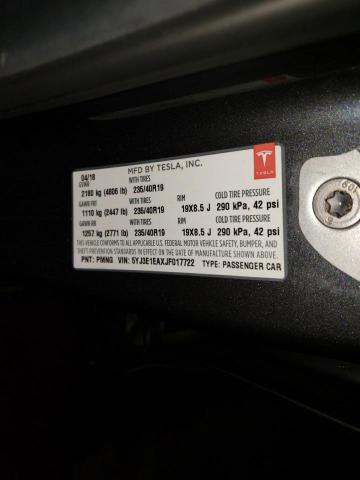 MFD BY TESLA, INC.
04/18
GVWR WITH TIRES
2180 kg (4806 lb) 235/40R19
GAWR FRT WITH TIRES RIM COLD TIRE PRESSURE
1110 kg (2447 lb) 235/40R19 19X8.5 J 290 kPa, 42 psi
GAWR RR WITH TIRES RIM COLD TIRE PRESSURE
1257 kg (2771 lb) 235/40R19 19X8.5 J 290 kPa, 42 psi
THIS VEHICLE CONFORMS TO ALL APPLICABLE U.S. FEDERAL MOTOR VEHICLE SAFETY, BUMPER, AND
THEFT PREVENTION STANDARDS IN EFFECT ON THE DATE OF MANUFACTURE SHOWN ABOVE.
PNT: PMNG VIN: 5YJ3E1EAXJF017722 TYPE: PASSENGER CAR
TESLA